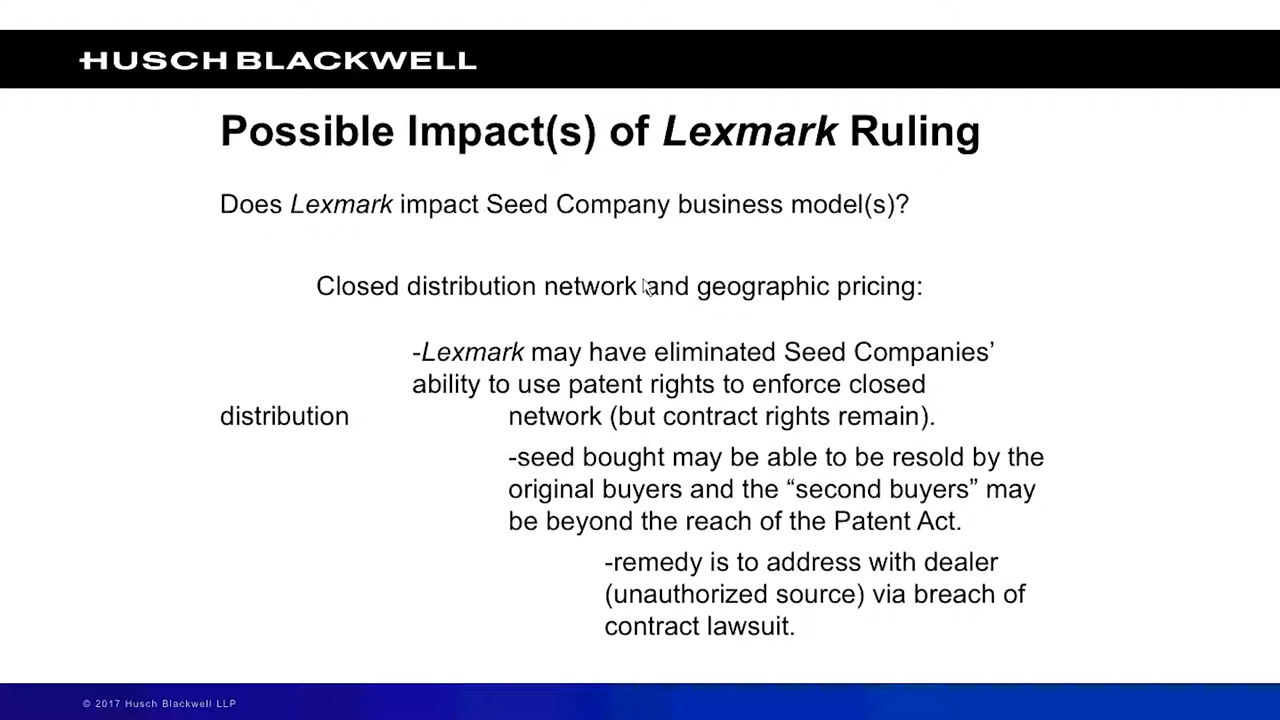 HUSCH BLACKWELL
Possible Impact(s) of Lexmark Ruling
Does Lexmark impact Seed Company business model(s)?
Closed distribution network and geographic pricing:
-Lexmark may have eliminated Seed Companies’
ability to use patent rights to enforce closed
distribution network (but contract rights remain).
-seed bought may be able to be resold by the
original buyers and the “second buyers” may
be beyond the reach of the Patent Act.
-remedy is to address with dealer
(unauthorized source) via breach of
contract lawsuit.
© 2017 Husch Blackwell LLP